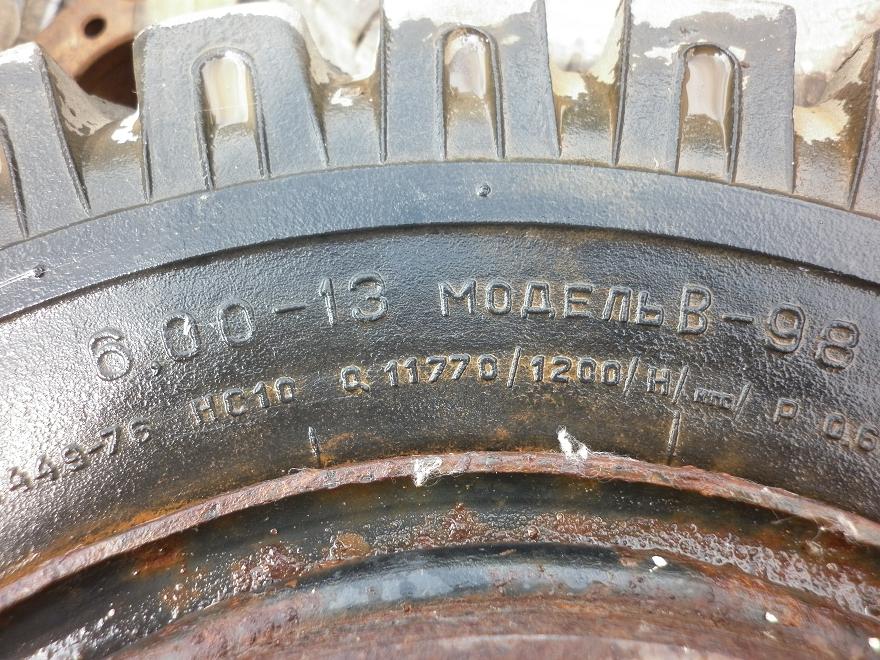 6.00-13 МОДЕЛЬ В-98
449-76 НС10 Q 11770/1200/Н/кгс/ Р 0.6